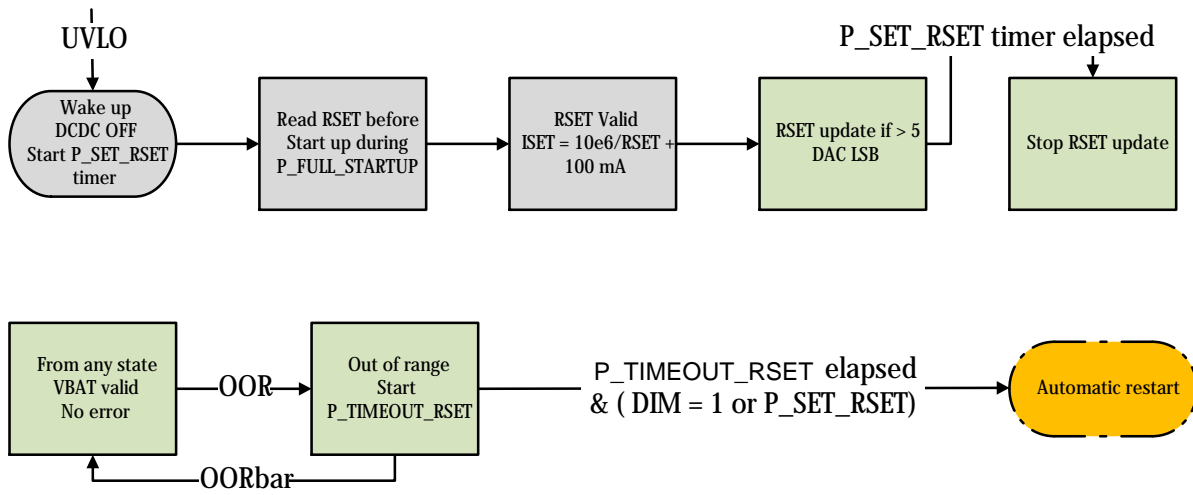 UVLO
P_SET_RSET timer elapsed
Wake up
DCDC OFF
Start P_SET_RSET
timer
Read RSET before
Start up during
P_FULL_STARTUP
RSET Valid
ISET = 10e6/RSET +
100 mA
RSET update if > 5
DAC LSB
Stop RSET update
From any state
VBAT valid
No error
OOR
Out of range
Start
P_TIMEOUT_RSET
P_TIMEOUT_RSET elapsed
& ( DIM = 1 or P_SET_RSET)
Automatic restart
OORbar